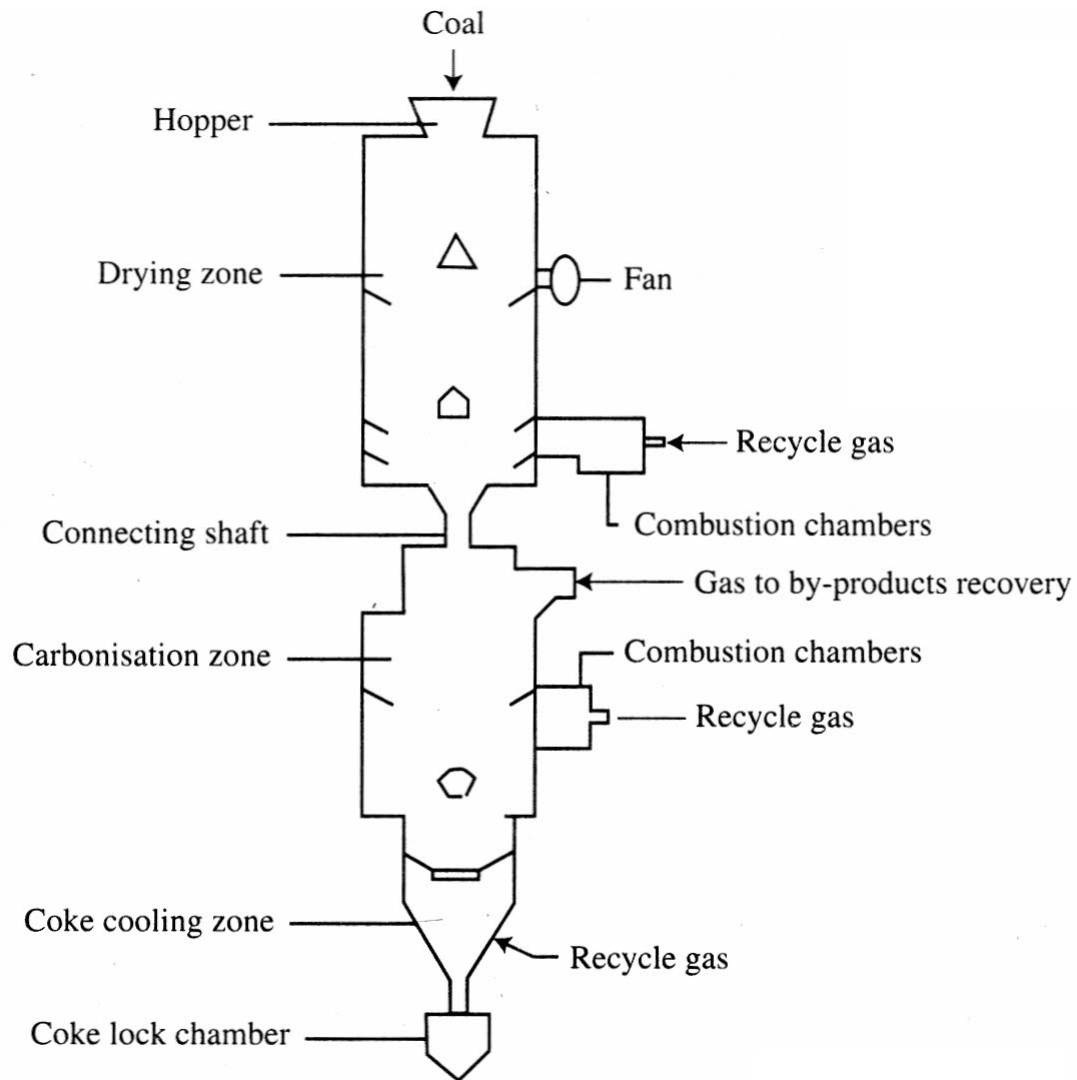 Coal
Hopper
Drying zone
Fan
Recycle gas
Combustion chambers
Connecting shaft
Gas to by-products recovery
Combustion chambers
Carbonisation zone
Recycle gas
Coke cooling zone
Recycle gas
Coke lock chamber